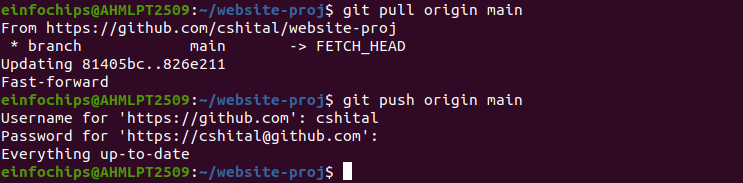 einfochips@AHMLPT2509:~/website-proj$ git pull origin main
From https://github.com/cshital/website-proj
 * branch            main       -> FETCH_HEAD
Updating 81405bc..826e211
Fast-forward
einfochips@AHMLPT2509:~/website-proj$ git push origin main
Username for 'https://github.com': cshital
Password for 'https://cshital@github.com':
Everything up-to-date
einfochips@AHMLPT2509:~/website-proj$